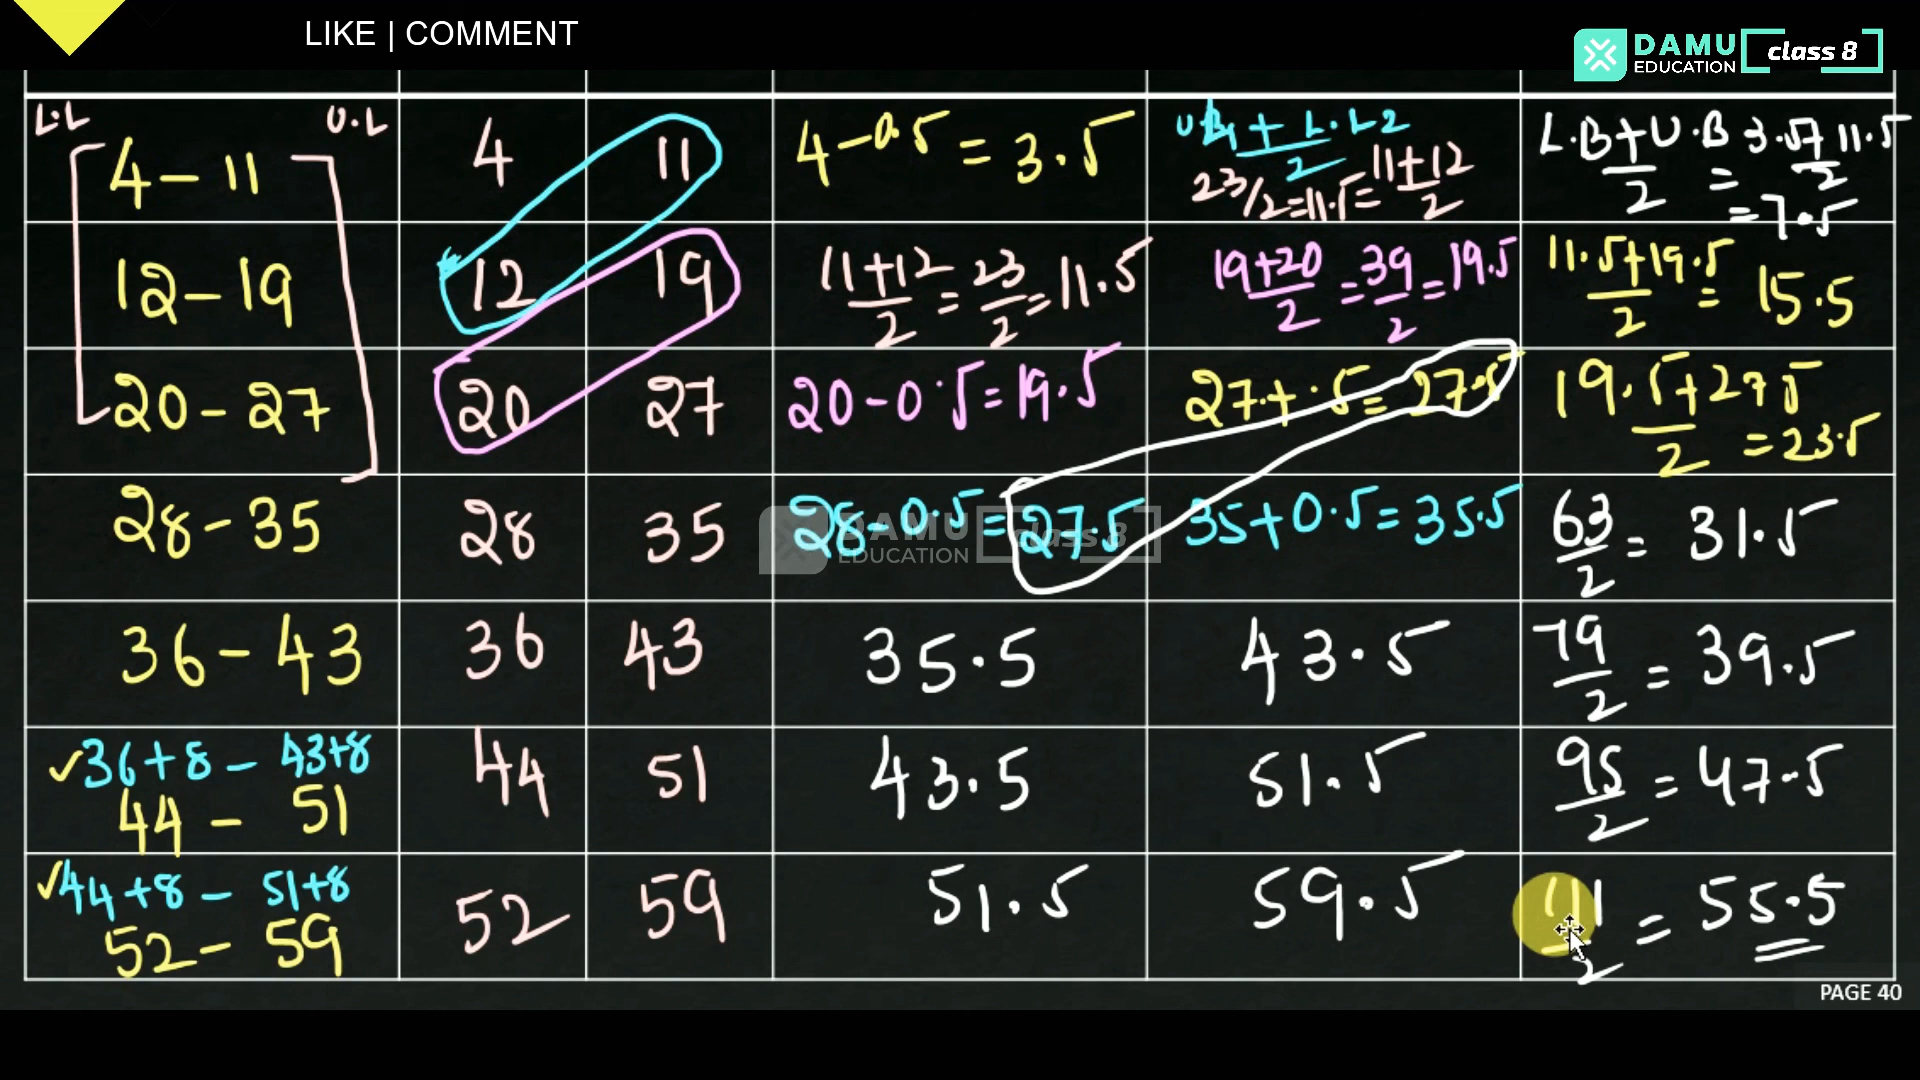 LIKE | COMMENT
DAMU
EDUCATION
class 8
L.L U.L
4 - 11
4
11
4 - 0.5 = 3.5
U.B + L.L2 / 2
23/2 = 11.5 = 11+12 / 2
L.B + U.B / 2 = 3.5 + 11.5 / 2
= 7.5
12 - 19
12
19
11+12 / 2 = 23 / 2 = 11.5
19+20 / 2 = 39 / 2 = 19.5
11.5+19.5 / 2 = 15.5
20 - 27
20
27
20 - 0.5 = 19.5
27 + .5 = 27.5
19.5 + 27.5 / 2 = 23.5
28 - 35
28
35
28 - 0.5 = 27.5
35 + 0.5 = 35.5
63 / 2 = 31.5
DAMU
EDUCATION
class 8
36 - 43
36
43
35.5
43.5
79 / 2 = 39.5
36+8 - 43+8
44 - 51
44
51
43.5
51.5
95 / 2 = 47.5
44+8 - 51+8
52 - 59
52
59
51.5
59.5
111 / 2 = 55.5
PAGE 40